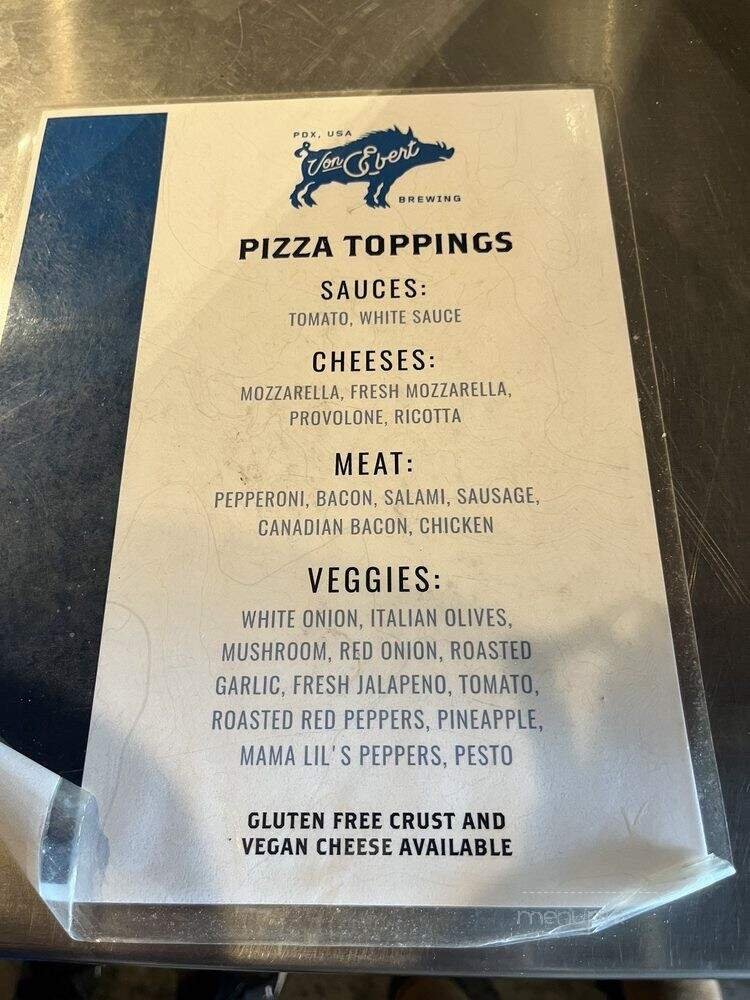 PDX, USA
Von Ebert
BREWING
PIZZA TOPPINGS
SAUCES:
TOMATO, WHITE SAUCE
CHEESES:
MOZZARELLA, FRESH MOZZARELLA,
PROVOLONE, RICOTTA
MEAT:
PEPPERONI, BACON, SALAMI, SAUSAGE,
CANADIAN BACON, CHICKEN
VEGGIES:
WHITE ONION, ITALIAN OLIVES,
MUSHROOM, RED ONION, ROASTED
GARLIC, FRESH JALAPENO, TOMATO,
ROASTED RED PEPPERS, PINEAPPLE,
MAMA LIL'S PEPPERS, PESTO
GLUTEN FREE CRUST AND
VEGAN CHEESE AVAILABLE